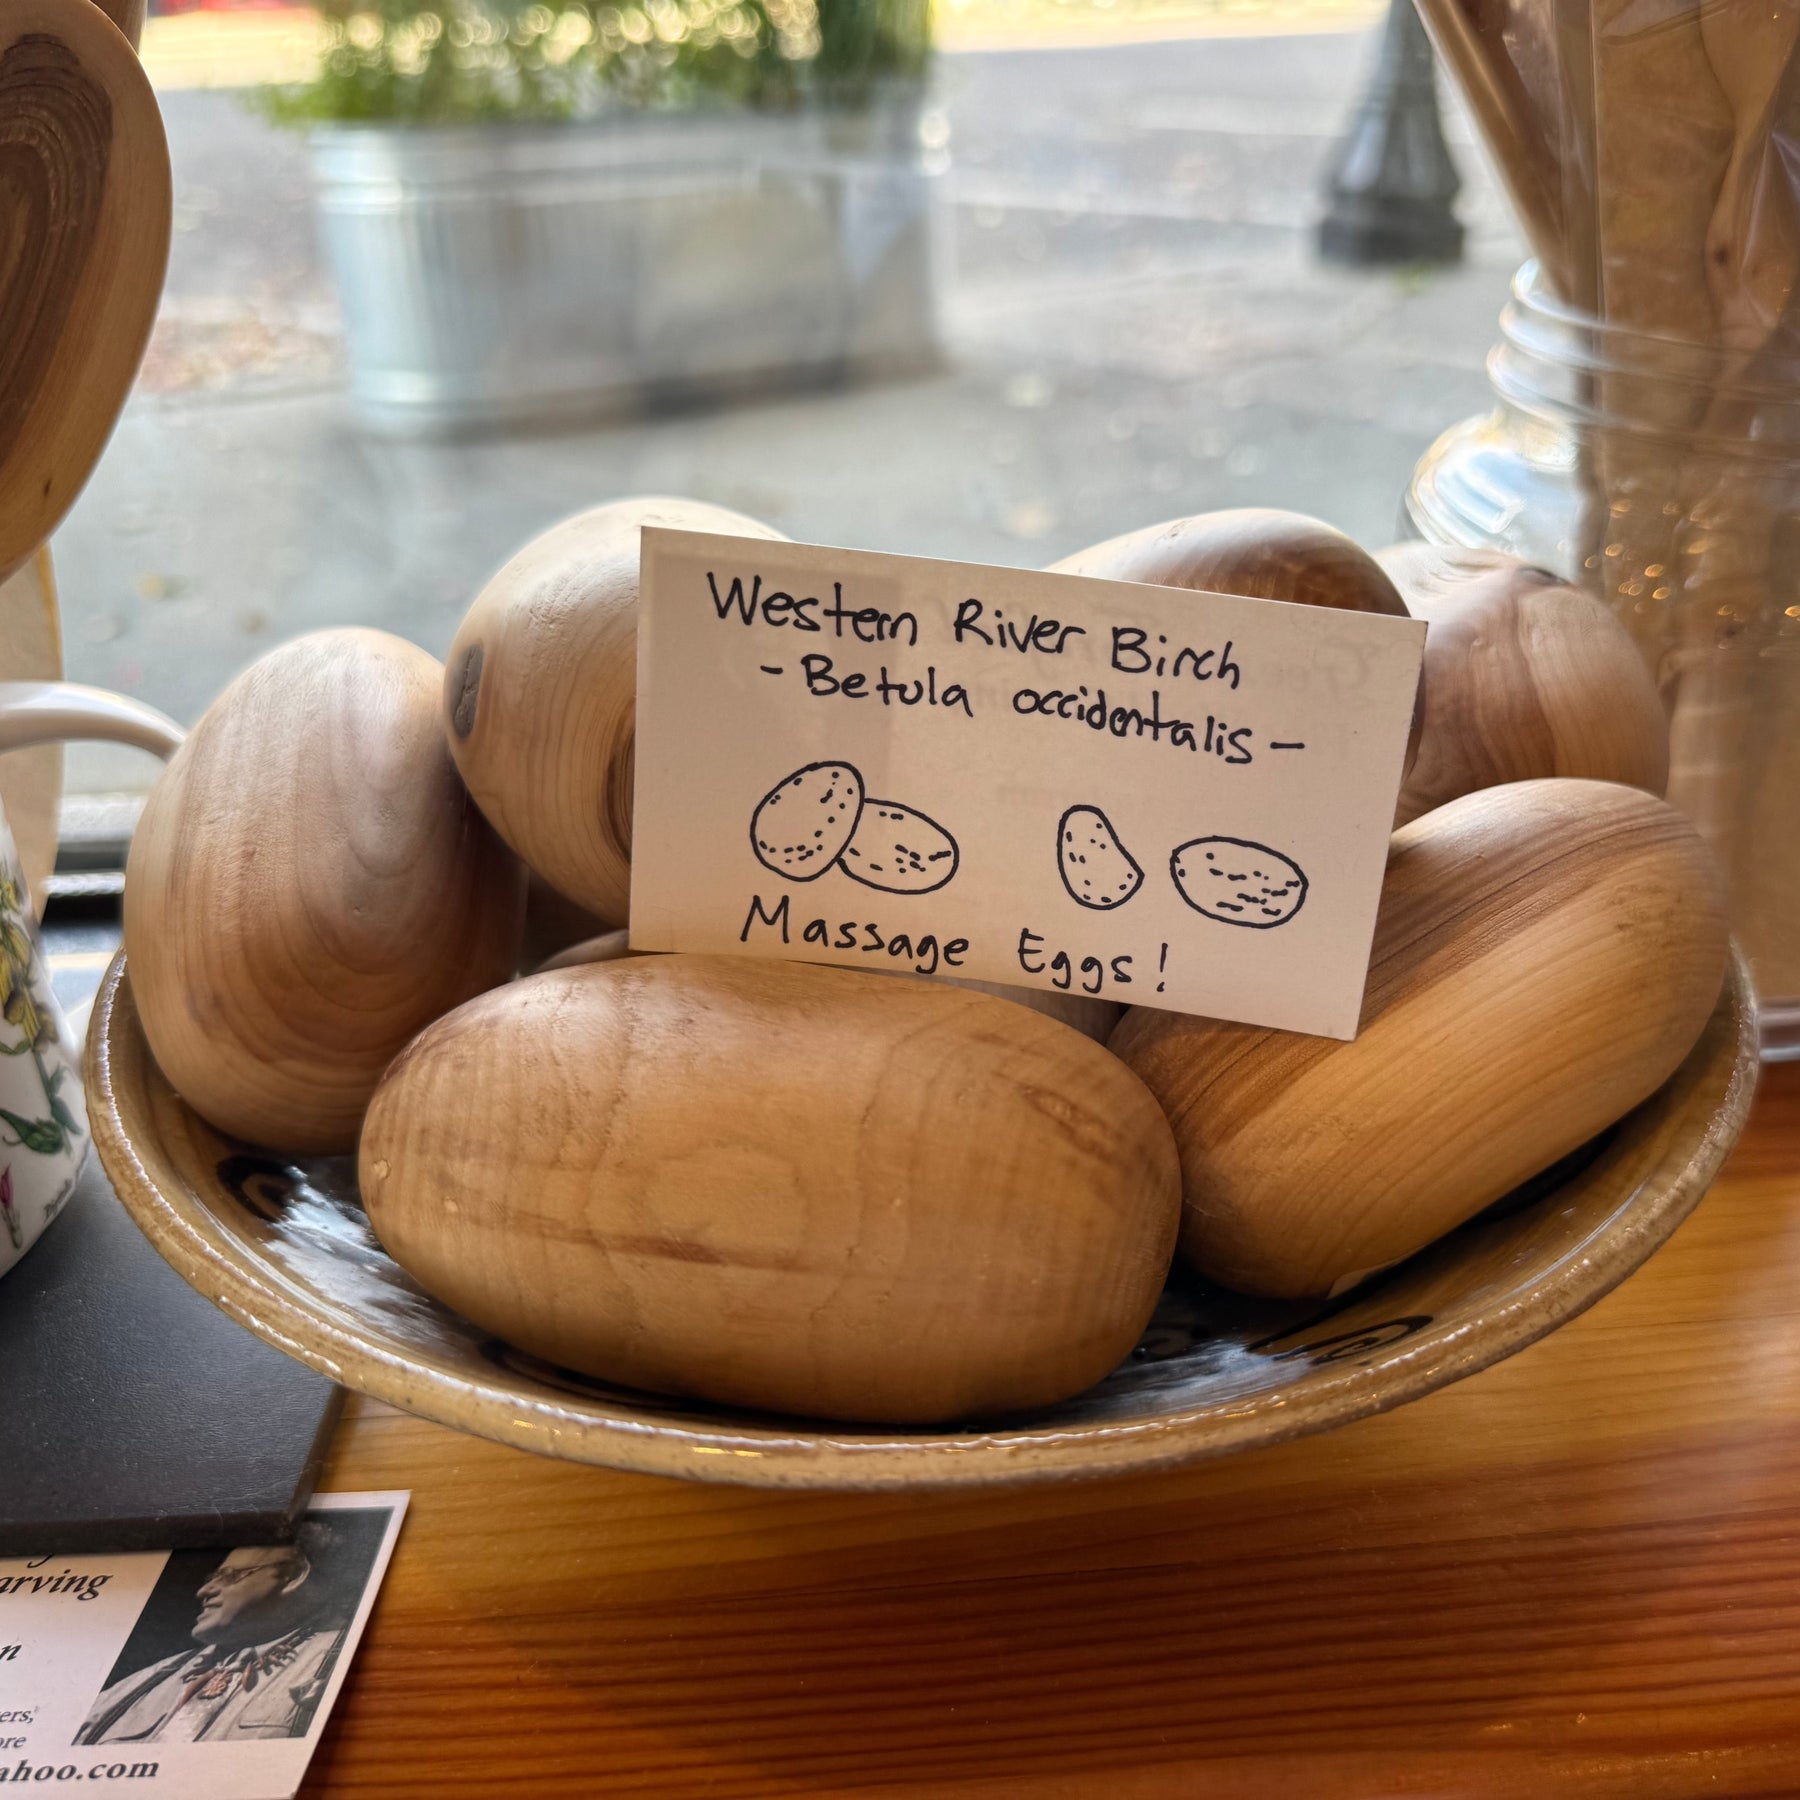 Western River Birch
- Betula occidentalis -
Massage Eggs!
arving
n
ers,
ore
ahoo.com